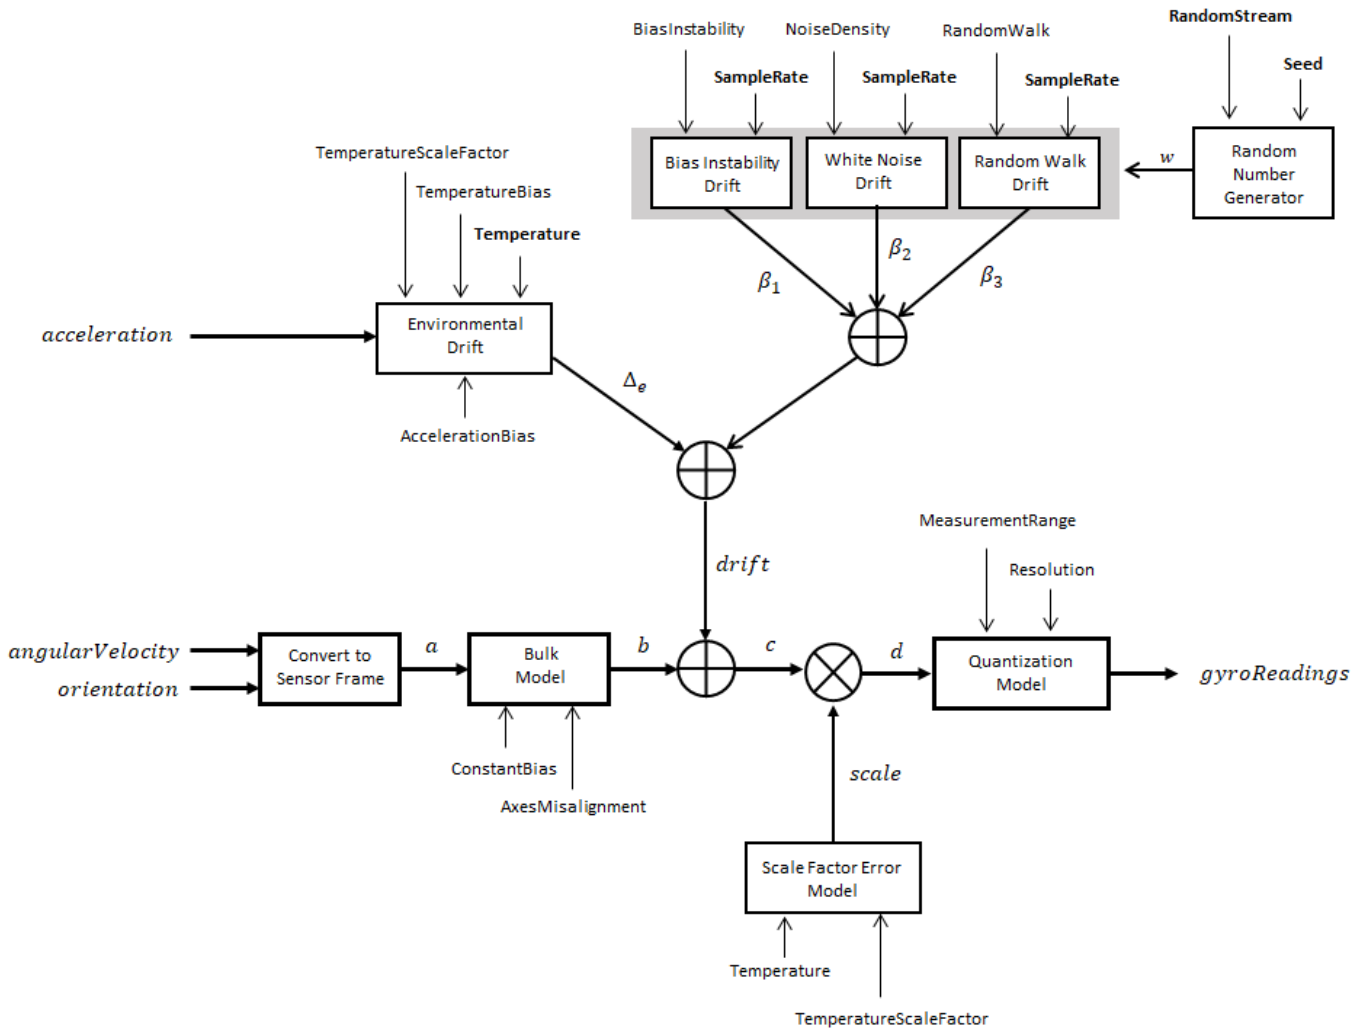 RandomStream
BiasInstability
NoiseDensity
RandomWalk
Seed
SampleRate
SampleRate
SampleRate
TemperatureScaleFactor
Bias Instability
Drift
White Noise
Drift
Random Walk
Drift
w
Random
Number
Generator
TemperatureBias
Temperature
β1
β2
β3
acceleration
Environmental
Drift
Δe
AccelerationBias
MeasurementRange
drift
Resolution
angularVelocity
orientation
Convert to
Sensor Frame
a
Bulk
Model
b
c
d
Quantization
Model
gyroReadings
ConstantBias
AxesMisalignment
scale
Scale Factor Error
Model
Temperature
TemperatureScaleFactor